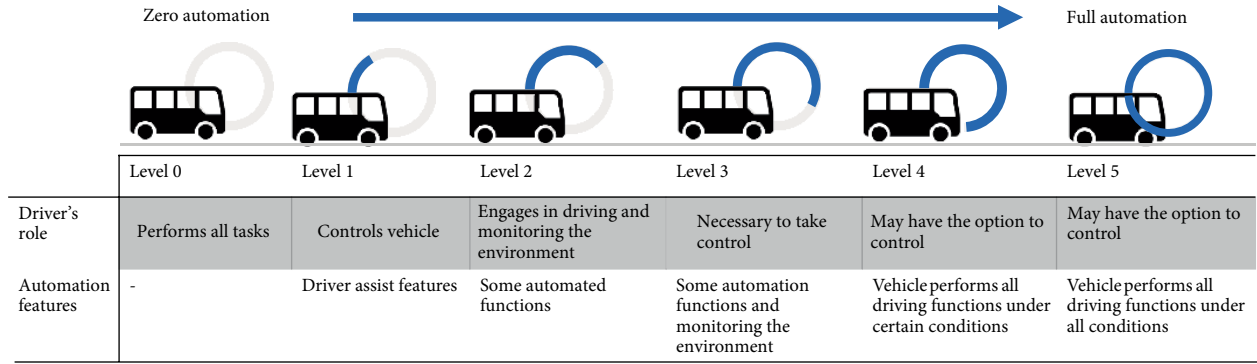 Zero automation
Full automation
Level 0
Level 1
Level 2
Level 3
Level 4
Level 5
Driver's
role
Performs all tasks
Controls vehicle
Engages in driving and
monitoring the
environment
Necessary to take
control
May have the option to
control
May have the option to
control
Automation
features
-
Driver assist features
Some automated
functions
Some automation
functions and
monitoring the
environment
Vehicle performs all
driving functions under
certain conditions
Vehicle performs all
driving functions under
all conditions